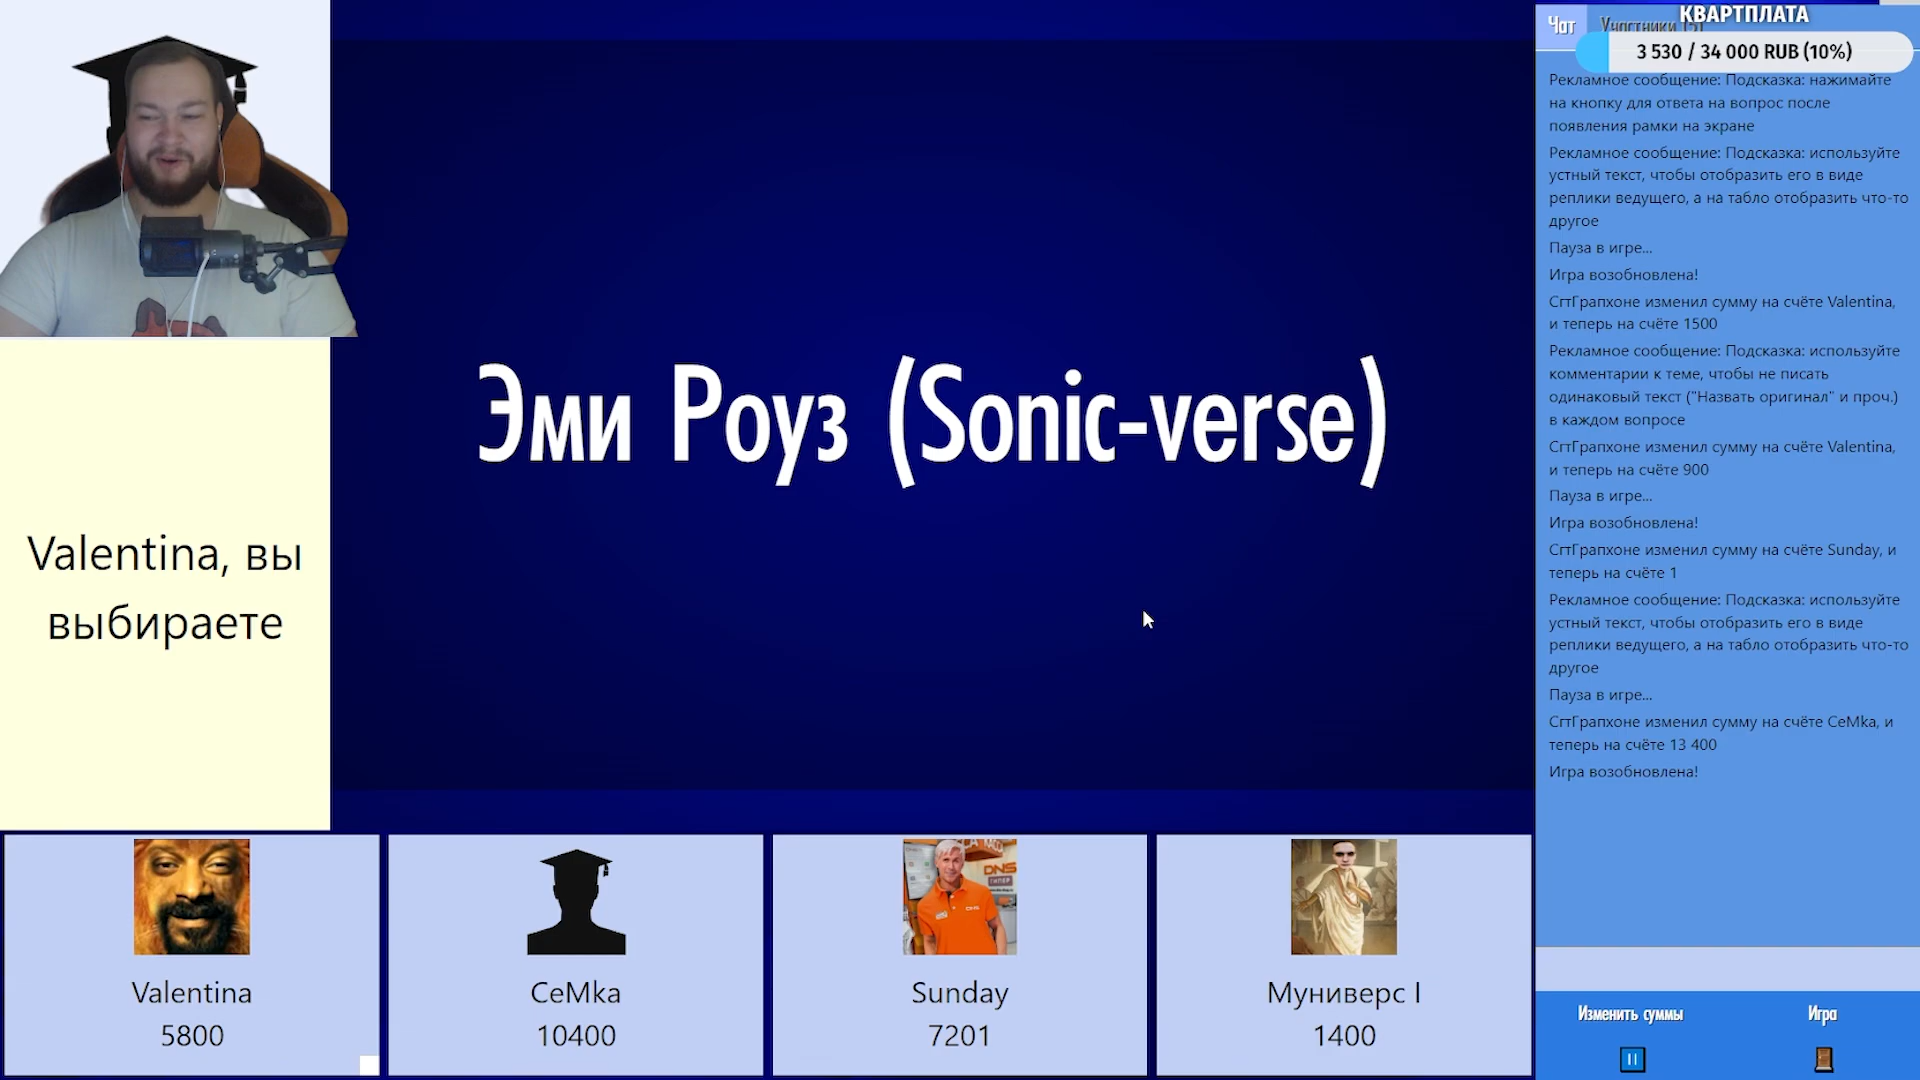 Эми Роуз (Sonic-verse)
Valentina, вы
выбираете
Valentina
5800
CeMka
10400
Sunday
7201
Муниверс I
1400
КВАРТПЛАТА
Чат
3 530 / 34 000 RUB (10%)
Рекламное сообщение: Подсказка: нажимайте
на кнопку для ответа на вопрос после
появления рамки на экране
Рекламное сообщение: Подсказка: используйте
устный текст, чтобы отобразить его в виде
реплики ведущего, а на табло отобразить что-то
другое
Пауза в игре...
Игра возобновлена!
СгтГрапхоне изменил сумму на счёте Valentina,
и теперь на счёте 1500
Рекламное сообщение: Подсказка: используйте
комментарии к теме, чтобы не писать
одинаковый текст ("Назвать оригинал" и проч.)
в каждом вопросе
СгтГрапхоне изменил сумму на счёте Valentina,
и теперь на счёте 900
Пауза в игре...
Игра возобновлена!
СгтГрапхоне изменил сумму на счёте Sunday, и
теперь на счёте 1
Рекламное сообщение: Подсказка: используйте
устный текст, чтобы отобразить его в виде
реплики ведущего, а на табло отобразить что-то
другое
Пауза в игре...
СгтГрапхоне изменил сумму на счёте CeMka, и
теперь на счёте 13 400
Игра возобновлена!
Изменить суммы
Игра
DNS